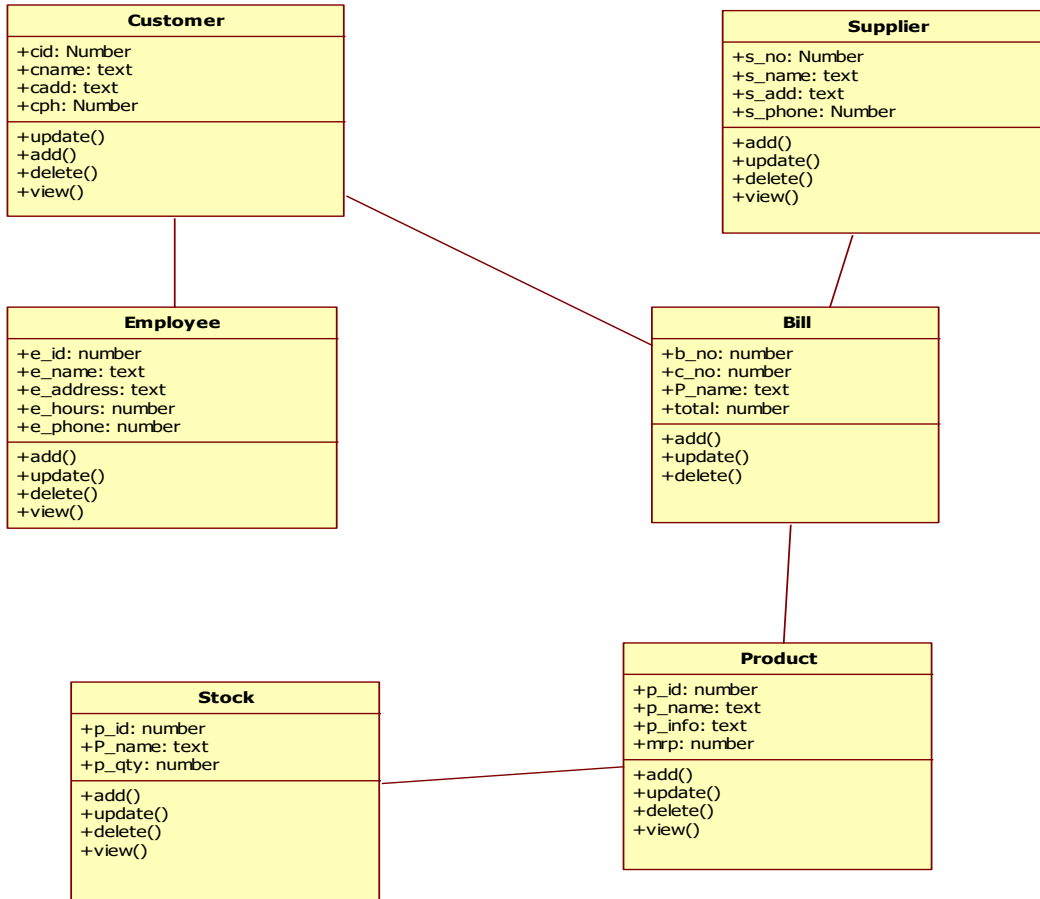 Customer
+cid: Number
+cname: text
+cadd: text
+cph: Number
+update()
+add()
+delete()
+view()
Supplier
+s_no: Number
+s_name: text
+s_add: text
+s_phone: Number
+add()
+update()
+delete()
+view()
Employee
+e_id: number
+e_name: text
+e_address: text
+e_hours: number
+e_phone: number
+add()
+update()
+delete()
+view()
Bill
+b_no: number
+c_no: number
+P_name: text
+total: number
+add()
+update()
+delete()
Stock
+p_id: number
+P_name: text
+p_qty: number
+add()
+update()
+delete()
+view()
Product
+p_id: number
+p_name: text
+p_info: text
+mrp: number
+add()
+update()
+delete()
+view()